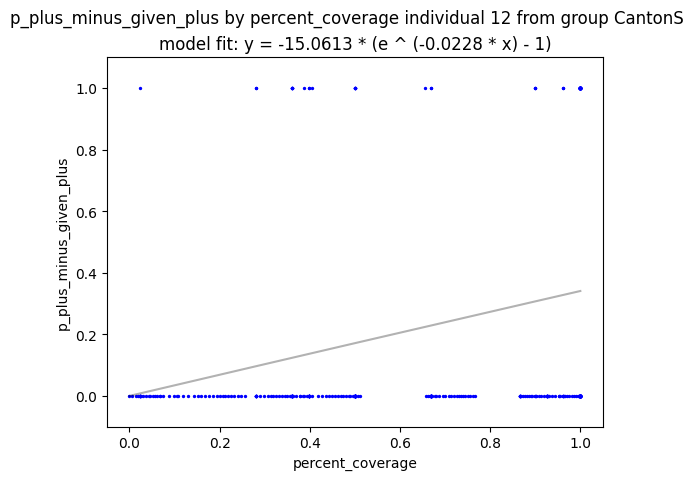 p_plus_minus_given_plus by percent_coverage individual 12 from group CantonS
model fit: y = -15.0613 * (e ^ (-0.0228 * x) - 1)
1.0
0.8
0.6
0.4
0.2
0.0
p_plus_minus_given_plus
0.0 0.2 0.4 0.6 0.8 1.0
percent_coverage